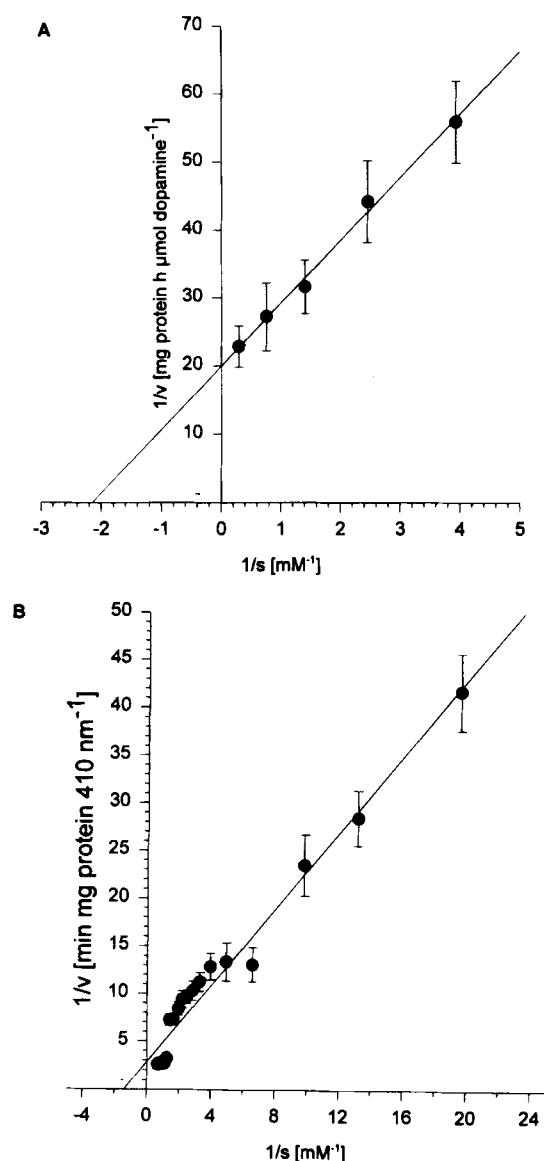 A
70
60
50
40
30
20
10
1/v [mg protein h μmol dopamine⁻¹]
-3 -2 -1 0 1 2 3 4 5
1/s [mM⁻¹]
B
50
45
40
35
30
25
20
15
10
5
1/v [min mg protein 410 nm⁻¹]
-4 0 4 8 12 16 20 24
1/s [mM⁻¹]